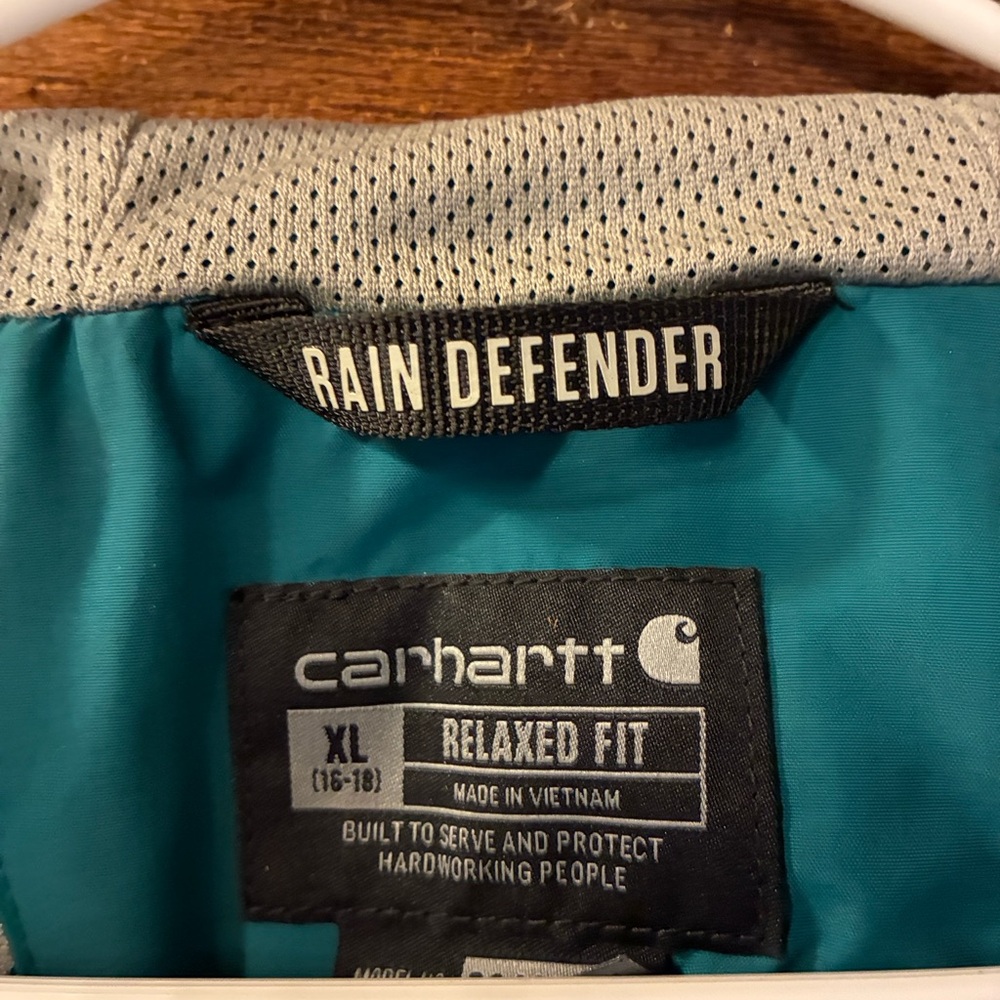 RAIN DEFENDER
carhartt
XL
(16-18)
RELAXED FIT
MADE IN VIETNAM
BUILT TO SERVE AND PROTECT
HARDWORKING PEOPLE